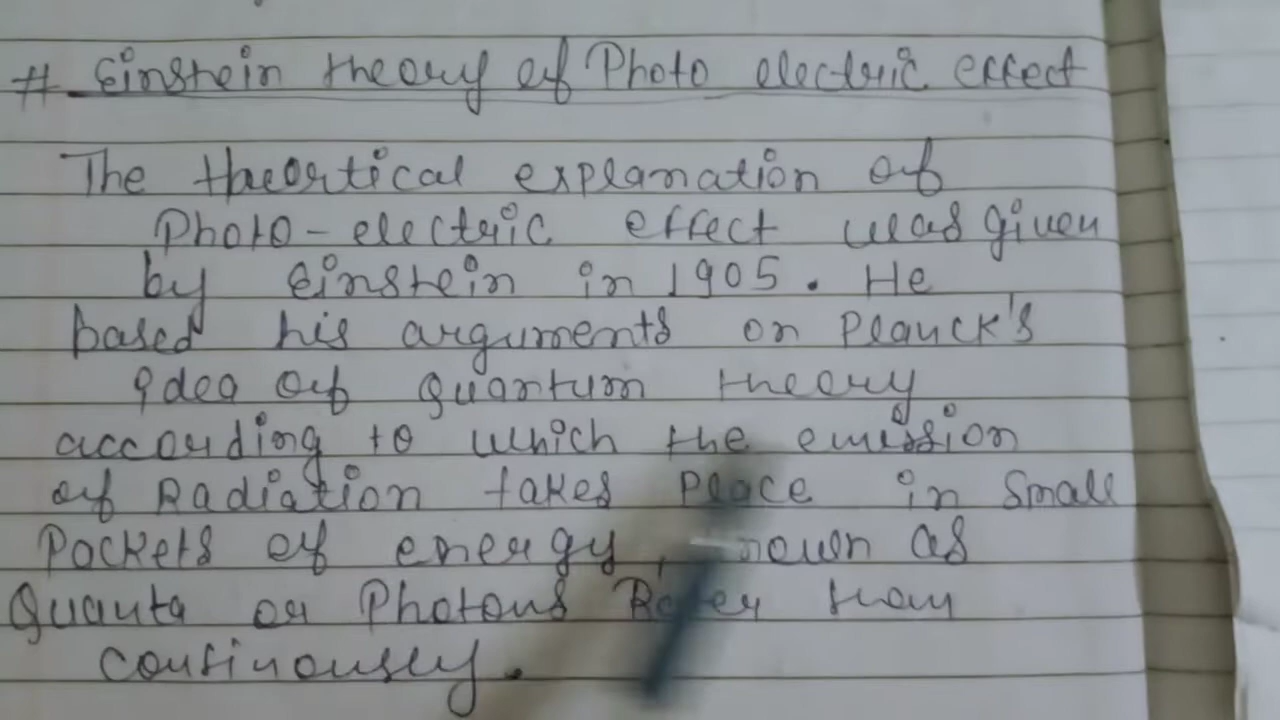 # Einstein theory of Photo electric effect
The theortical explanation of
Photo-electric effect was given
by Einstein in 1905. He
based his arguments on Planck's
idea of quantum theory
according to which the emission
of Radiation takes place in small
Pockets of energy, as
Quanta or Photons than
continously.